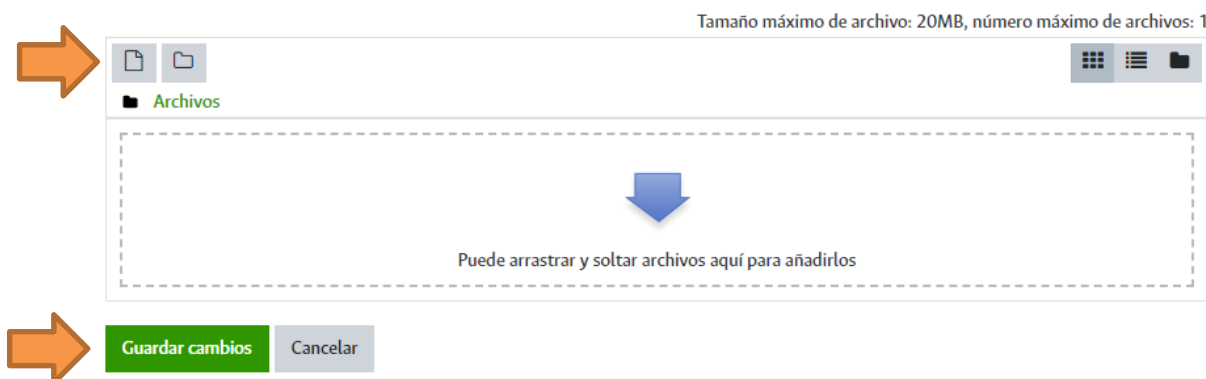 Tamaño máximo de archivo: 20MB, número máximo de archivos: 1
Archivos
Puede arrastrar y soltar archivos aquí para añadirlos
Guardar cambios Cancelar